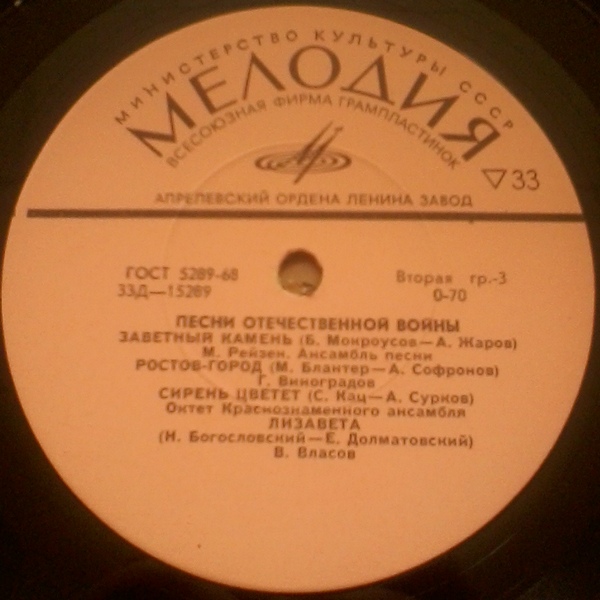 МИНИСТЕРСТВО КУЛЬТУРЫ СССР
МЕЛОДИЯ
ВСЕСОЮЗНАЯ ФИРМА ГРАМПЛАСТИНОК
▽33
АПРЕЛЕВСКИЙ ОРДЕНА ЛЕНИНА ЗАВОД
ГОСТ 5289-68
33Д—15289
Вторая гр.-3
0-70
ПЕСНИ ОТЕЧЕСТВЕННОЙ ВОЙНЫ
ЗАВЕТНЫЙ КАМЕНЬ (Б. Мокроусов—А. Жаров)
М. Рейзен. Ансамбль песни
РОСТОВ-ГОРОД (М. Блантер—А. Софронов)
Г. Виноградов
СИРЕНЬ ЦВЕТЕТ (С. Кац—А. Сурков)
Октет Краснознаменного ансамбля
ЛИЗАВЕТА
(Н. Богословский—Е. Долматовский)
В. Власов